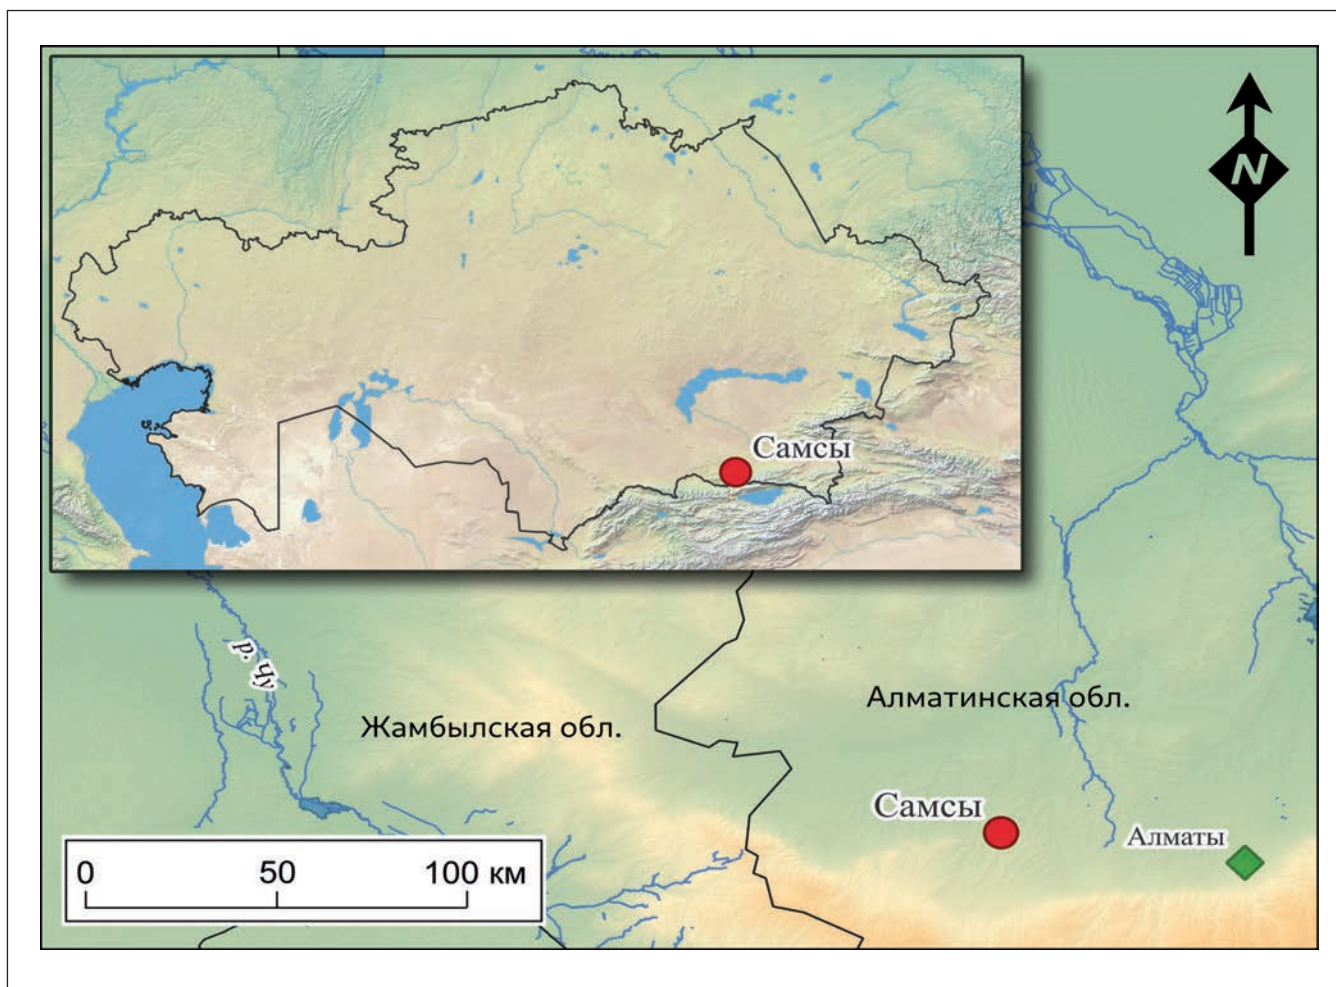 N
Самсы
р. Чу
Алматинская обл.
Жамбылская обл.
Самсы
Алматы
0 50 100 км